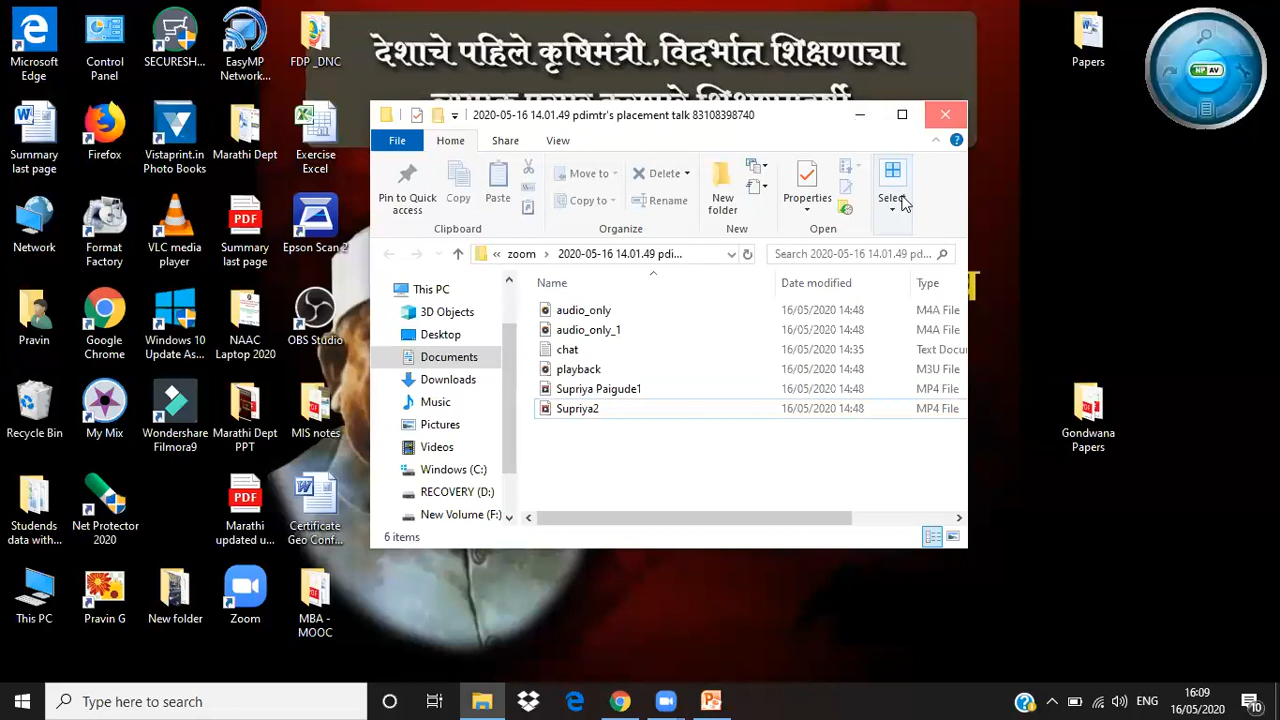 देशाचे पहिले कृषिमंत्री.विदर्भात शिक्षणाचा
Microsoft Edge
Control Panel
SECURESH...
EasyMP Network...
FDP _DNC
Papers
NP AV
Summary last page
Firefox
Vistaprint.in Photo Books
Marathi Dept
Exercise Excel
Network
Format Factory
VLC media player
Summary last page
Epson Scan 2
Pravin
Google Chrome
Windows 10 Update As...
NAAC Laptop 2020
OBS Studio
Recycle Bin
My Mix
Wondershare Filmora9
Marathi Dept PPT
MIS notes
Gondwana Papers
Studends data with...
Net Protector 2020
Marathi updated u...
Certificate Geo Conf...
This PC
Pravin G
New folder
Zoom
MBA - MOOC
2020-05-16 14.01.49 pdimtr's placement talk 83108398740
File Home Share View
Pin to Quick access
Copy
Paste
Move to
Copy to
Delete
Rename
New folder
Properties
Select
Clipboard Organize New Open
« zoom › 2020-05-16 14.01.49 pdi...
Search 2020-05-16 14.01.49 pd...
This PC
3D Objects
Desktop
Documents
Downloads
Music
Pictures
Videos
Windows (C:)
RECOVERY (D:)
New Volume (F:)
Name Date modified Type
audio_only 16/05/2020 14:48 M4A File
audio_only_1 16/05/2020 14:48 M4A File
chat 16/05/2020 14:35 Text Docu
playback 16/05/2020 14:48 M3U File
Supriya Paigude1 16/05/2020 14:48 MP4 File
Supriya2 16/05/2020 14:48 MP4 File
6 items
Type here to search
ENG
16:09
16/05/2020
10